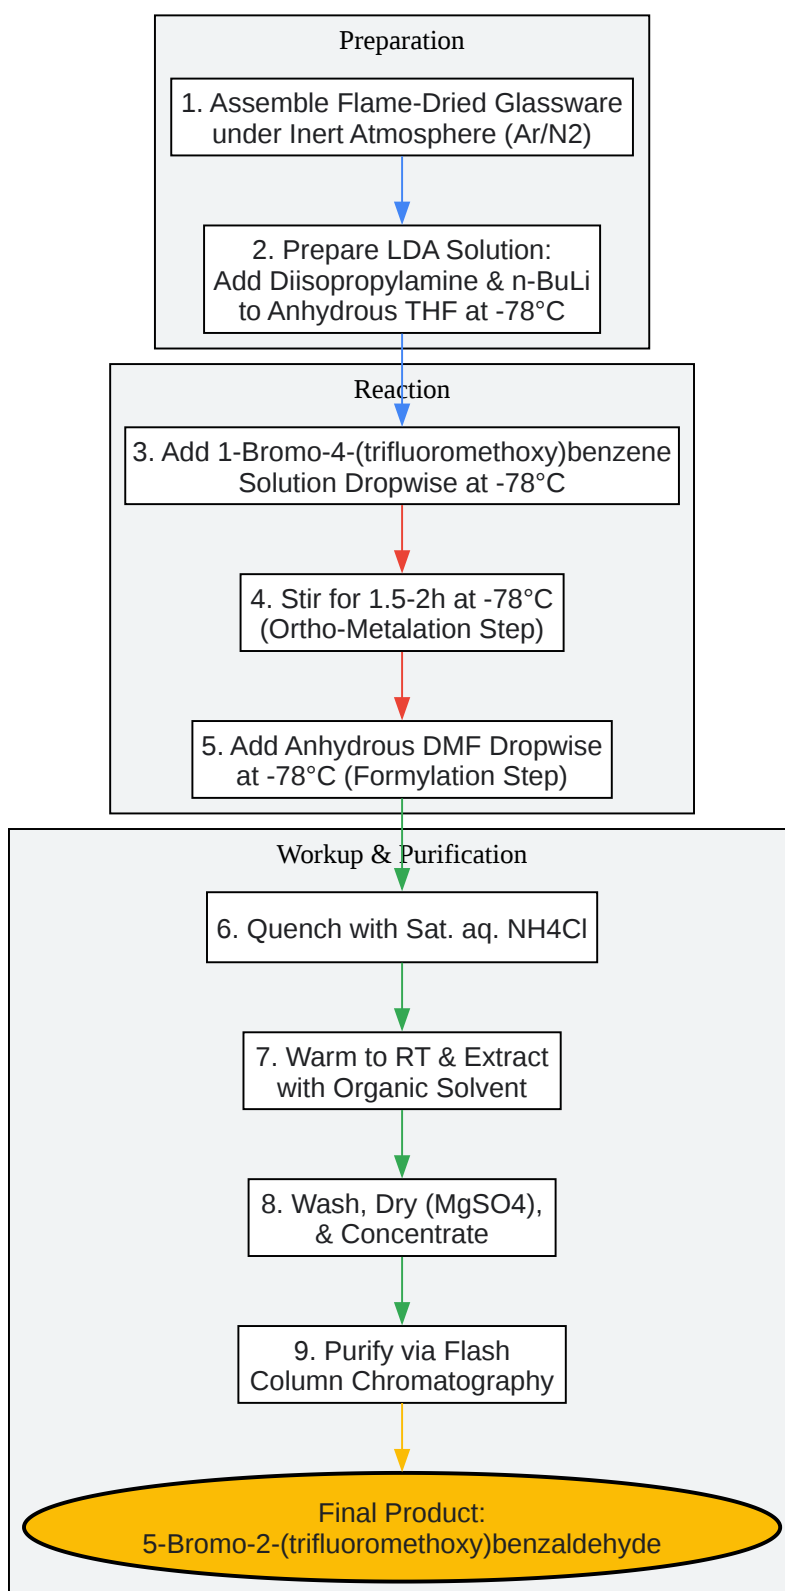 Preparation
1. Assemble Flame-Dried Glassware
under Inert Atmosphere (Ar/N2)
2. Prepare LDA Solution:
Add Diisopropylamine & n-BuLi
to Anhydrous THF at -78°C
Reaction
3. Add 1-Bromo-4-(trifluoromethoxy)benzene
Solution Dropwise at -78°C
4. Stir for 1.5-2h at -78°C
(Ortho-Metalation Step)
5. Add Anhydrous DMF Dropwise
at -78°C (Formylation Step)
Workup & Purification
6. Quench with Sat. aq. NH4Cl
7. Warm to RT & Extract
with Organic Solvent
8. Wash, Dry (MgSO4),
& Concentrate
9. Purify via Flash
Column Chromatography
Final Product:
5-Bromo-2-(trifluoromethoxy)benzaldehyde